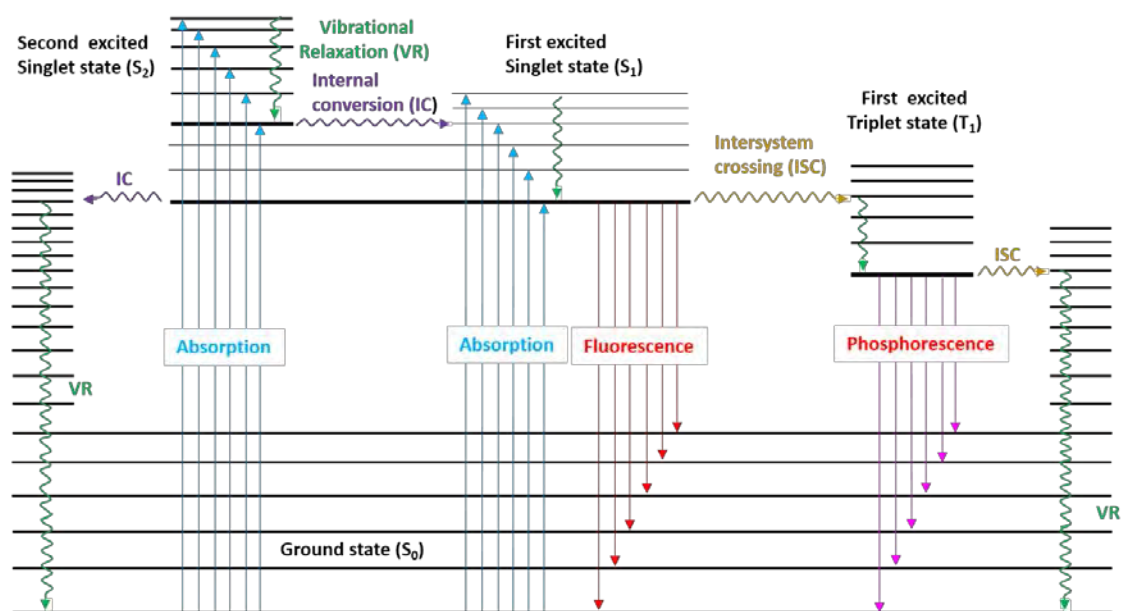 Second excited
Singlet state (S₂)
Vibrational
Relaxation (VR)
Internal
conversion (IC)
First excited
Singlet state (S₁)
First excited
Triplet state (T₁)
Intersystem
crossing (ISC)
IC
ISC
Absorption
Absorption
Fluorescence
Phosphorescence
VR
VR
Ground state (S₀)